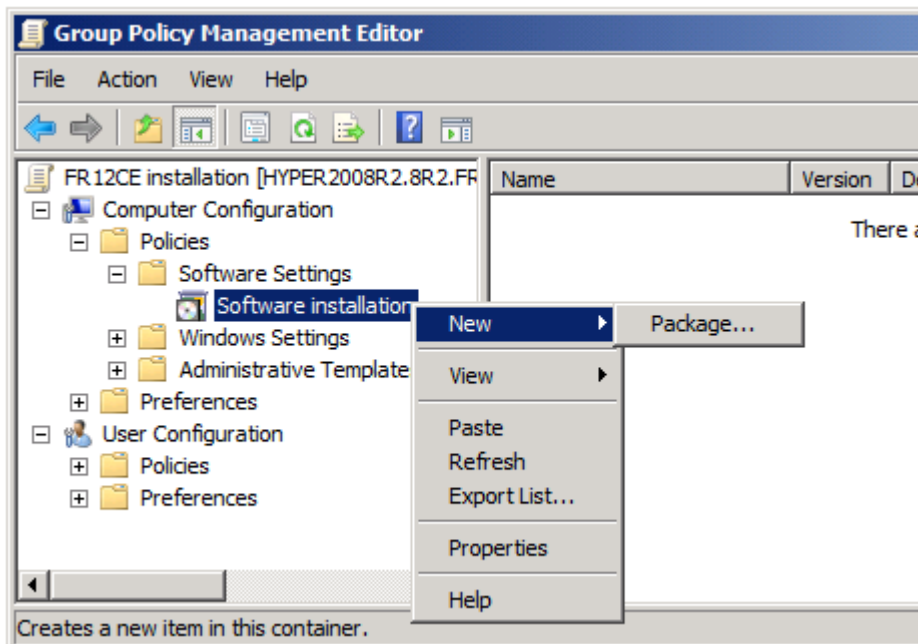 Group Policy Management Editor
File Action View Help
FR12CE installation [HYPER2008R2.8R2.FR
Computer Configuration
Policies
Software Settings
Software installation
Windows Settings
Administrative Template
Preferences
User Configuration
Policies
Preferences
Name Version De
There a
New
Package...
View
Paste
Refresh
Export List...
Properties
Help
Creates a new item in this container.